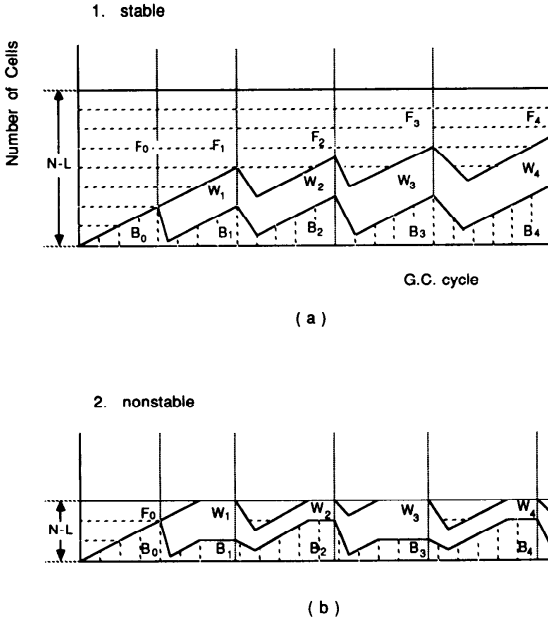 1. stable
Number of Cells
N-L
F0 F1 F2 F3 F4
W1 W2 W3 W4
B0 B1 B2 B3 B4
G.C. cycle
( a )
2. nonstable
N-L
F0 W1 W2 W3 W4
B0 B1 B2 B3 B4
( b )